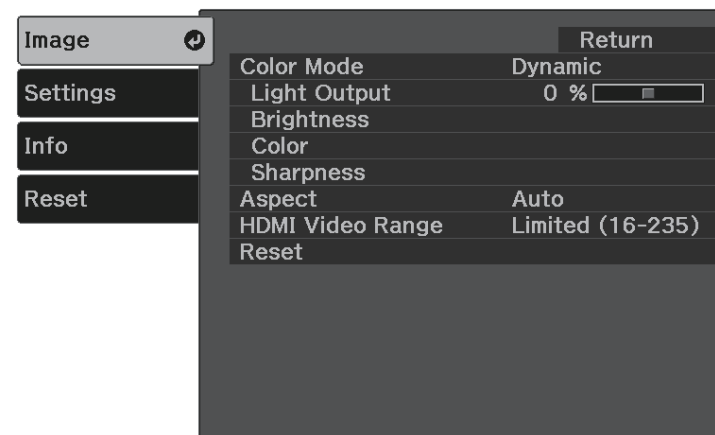 Image
Settings
Info
Reset
Return
Color Mode Dynamic
Light Output 0 %
Brightness
Color
Sharpness
Aspect Auto
HDMI Video Range Limited (16-235)
Reset